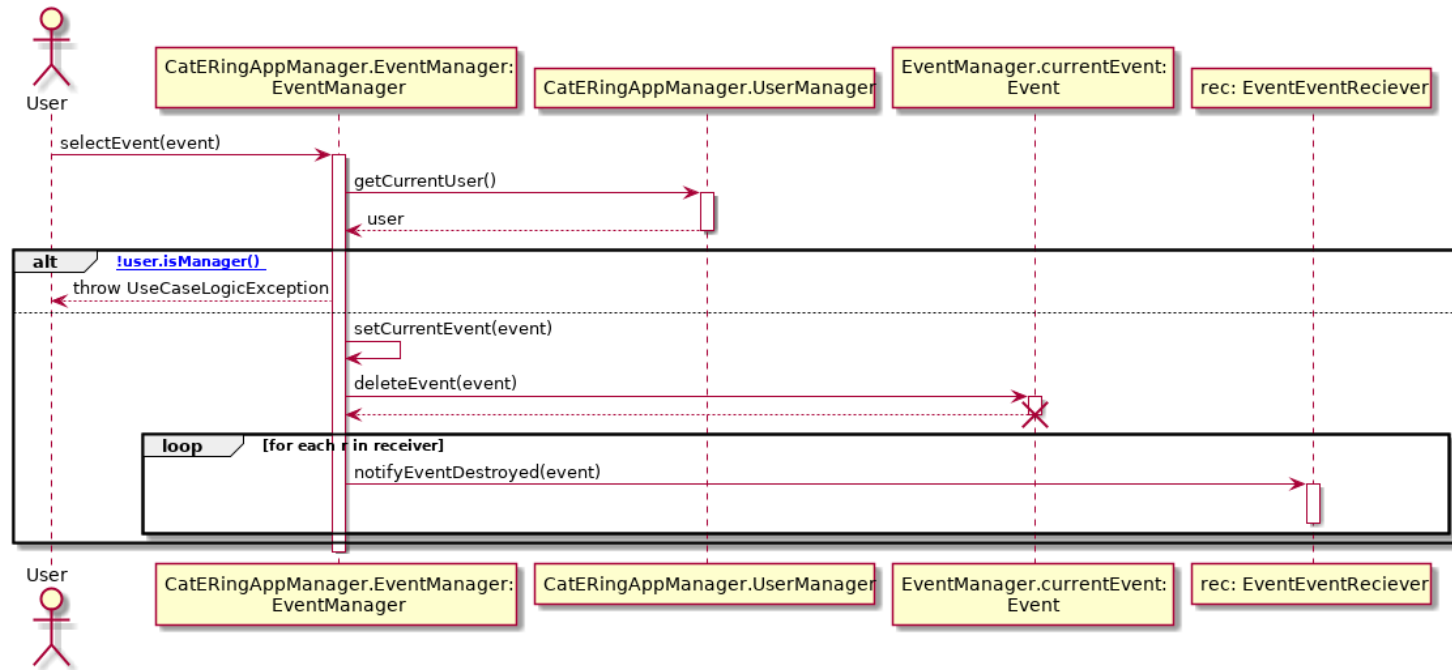 User
CatERingAppManager.EventManager:
EventManager
CatERingAppManager.UserManager
EventManager.currentEvent:
Event
rec: EventEventReciever
selectEvent(event)
getCurrentUser()
user
alt
!user.isManager()
throw UseCaseLogicException
setCurrentEvent(event)
deleteEvent(event)
loop
[for each r in receiver]
notifyEventDestroyed(event)
User
CatERingAppManager.EventManager:
EventManager
CatERingAppManager.UserManager
EventManager.currentEvent:
Event
rec: EventEventReciever